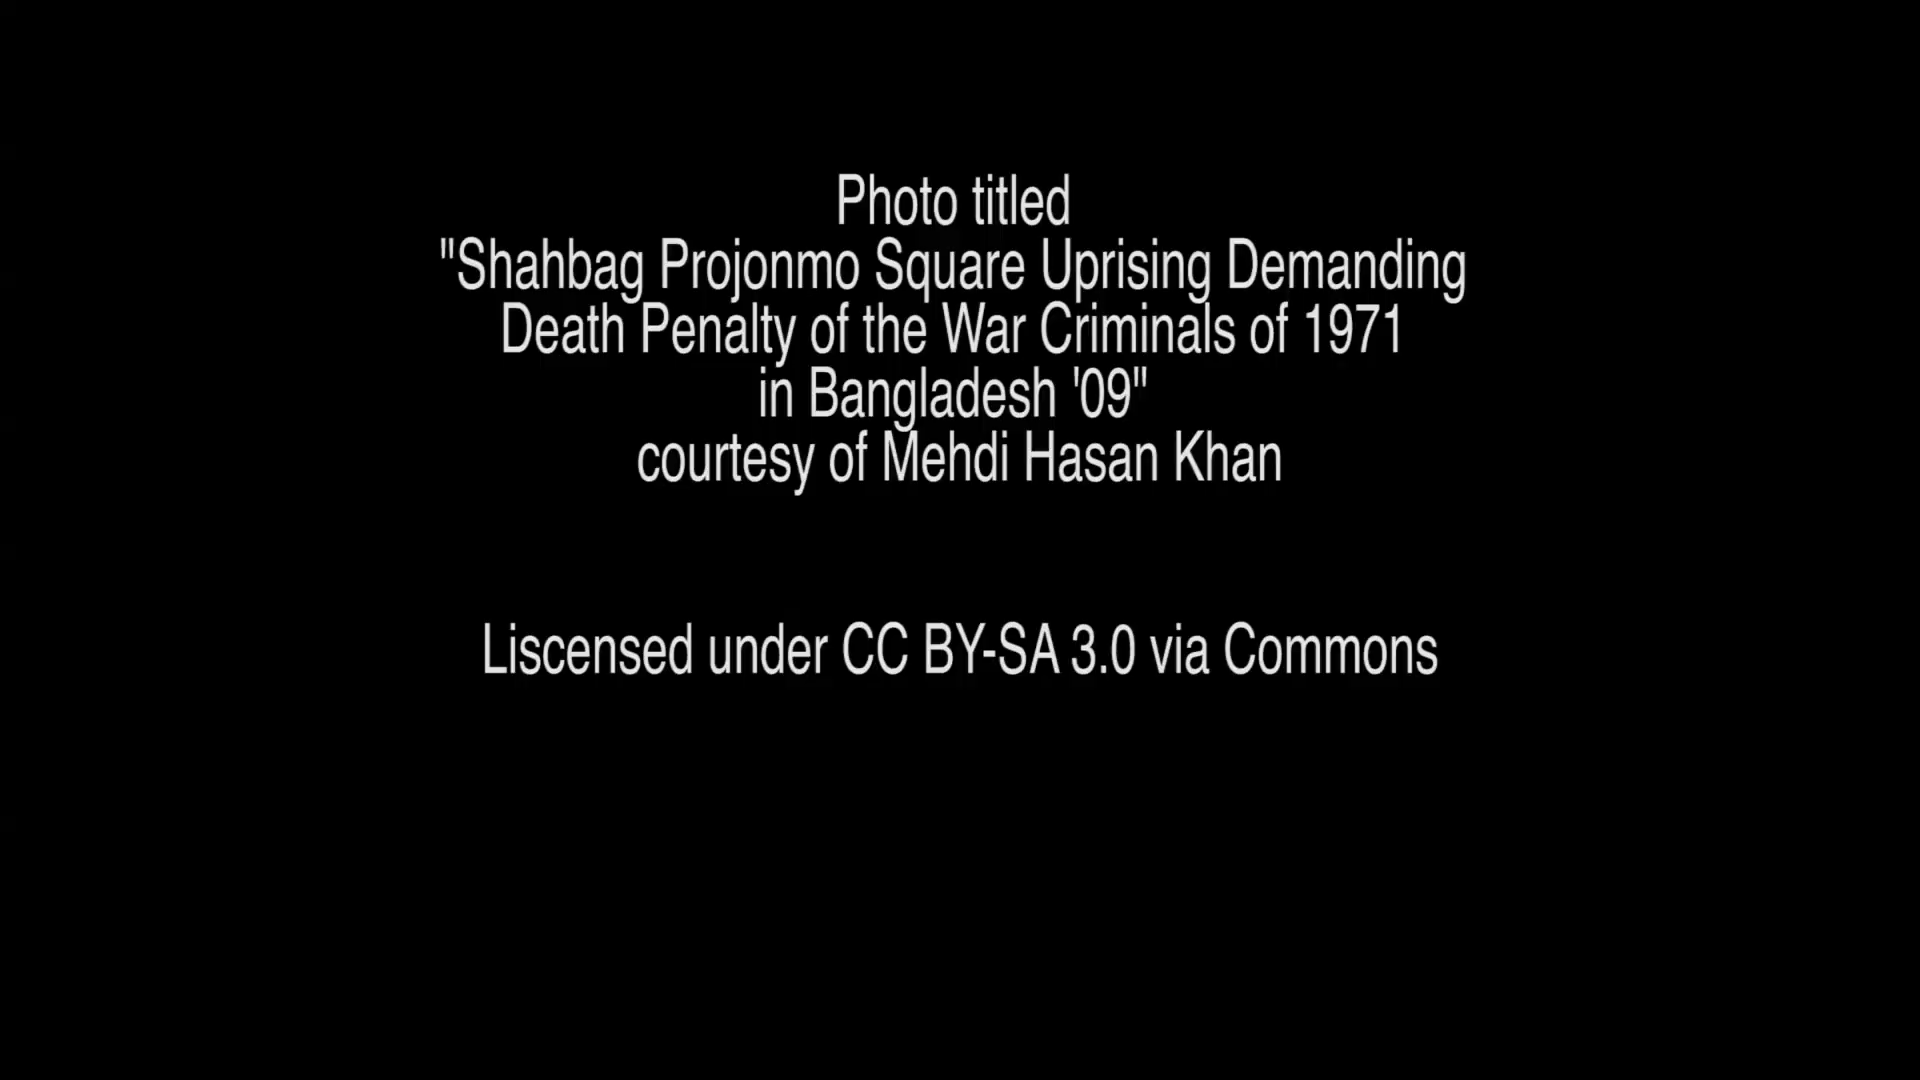 Photo titled
"Shahbag Projonmo Square Uprising Demanding
Death Penalty of the War Criminals of 1971
in Bangladesh '09"
courtesy of Mehdi Hasan Khan
Liscensed under CC BY-SA 3.0 via Commons